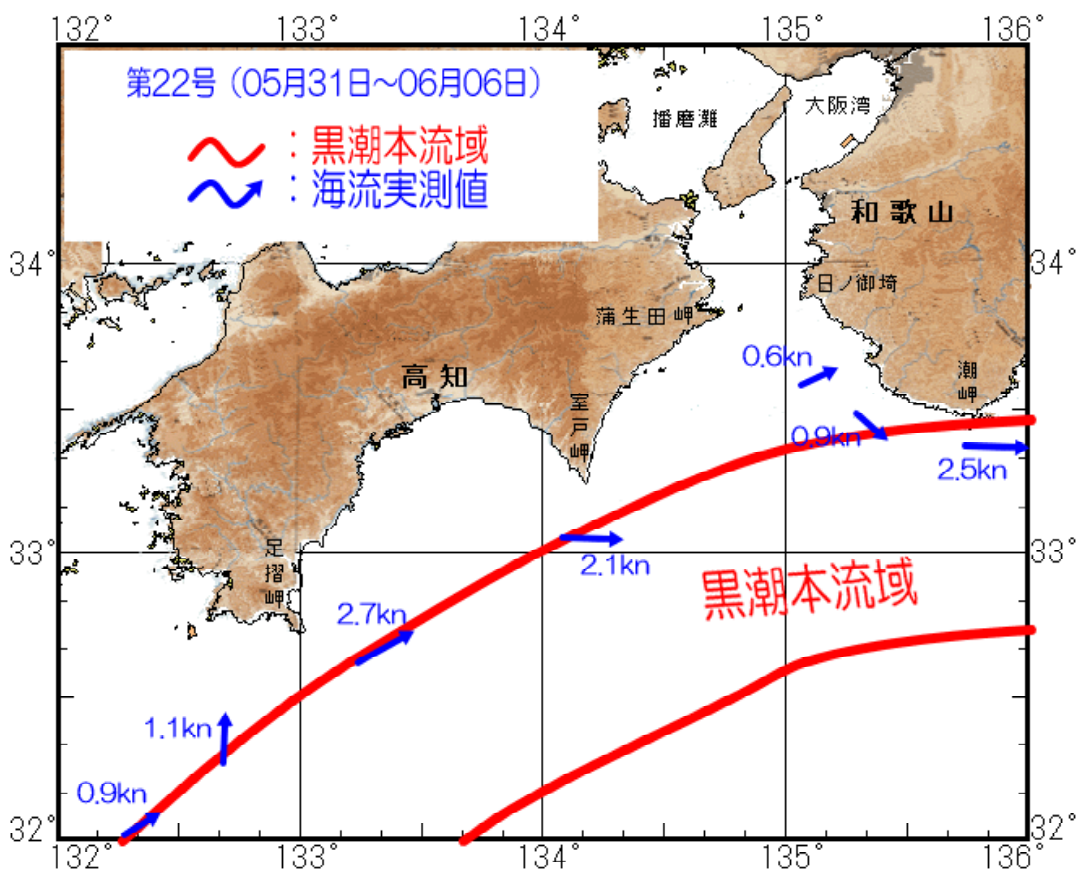 132° 133° 134° 135° 136°
第22号（05月31日～06月06日）
：黒潮本流域
：海流実測値
播磨灘
大阪湾
和歌山
34° 34°
日ノ御埼
蒲生田岬
0.6kn
潮岬
高知
室戸岬
0.9kn
2.5kn
33° 33°
足摺岬
2.1kn
黒潮本流域
2.7kn
1.1kn
0.9kn
32° 32°
132° 133° 134° 135° 136°